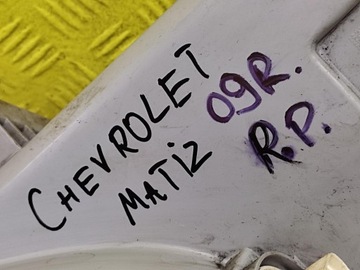 CHEVROLET 09R.
MATiZ R.P.